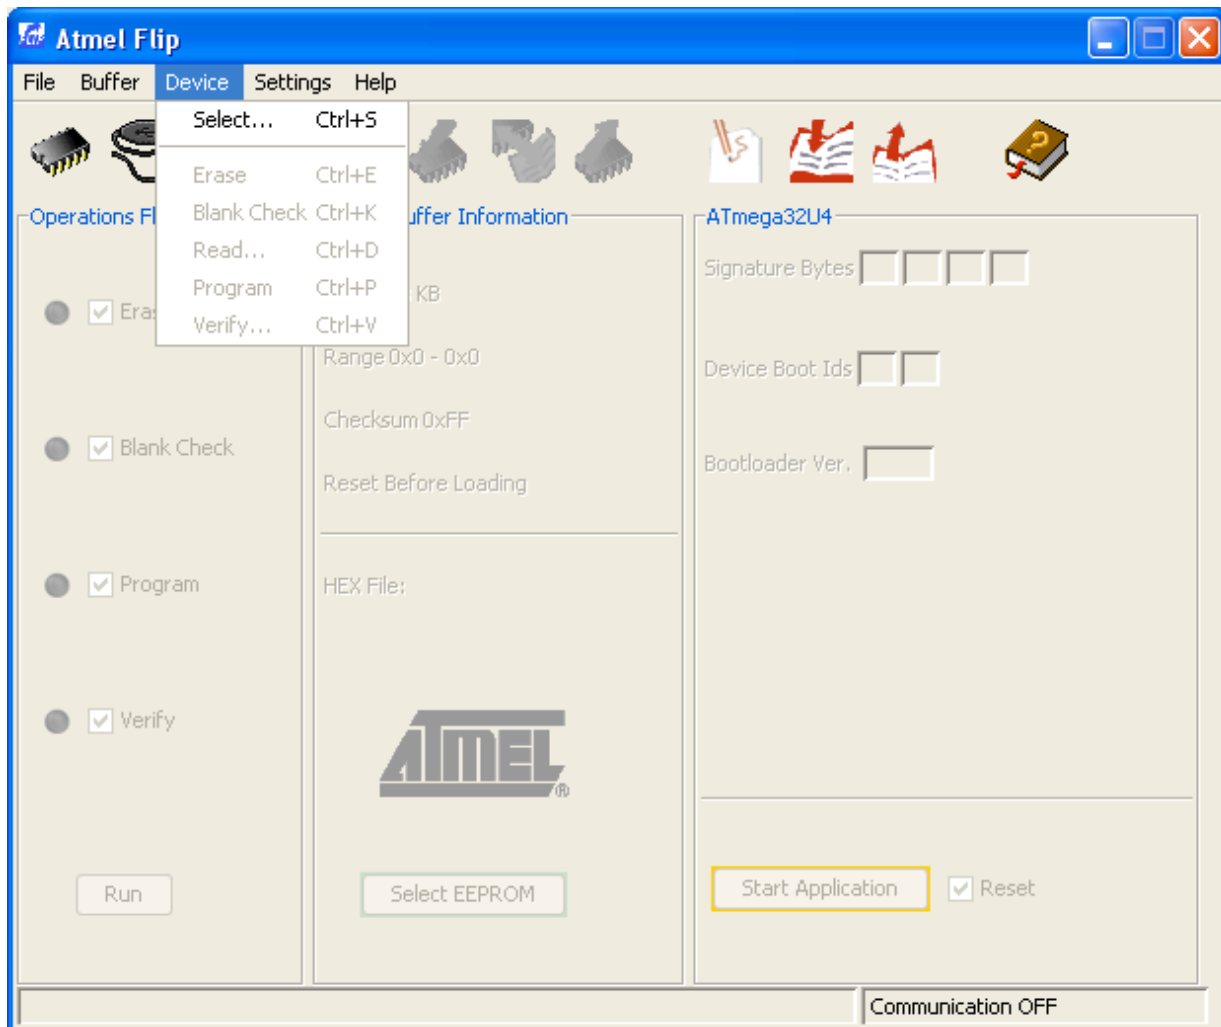 Atmel Flip
File Buffer Device Settings Help
Select... Ctrl+S
Erase Ctrl+E
Blank Check Ctrl+K
Read... Ctrl+D
Program Ctrl+P
Verify... Ctrl+V
Operations Fl
Blank Check
Program
Verify
Run
uffer Information
KB
Range 0x0 - 0x0
Checksum 0xFF
Reset Before Loading
HEX File:
ATMEL®
Select EEPROM
ATmega32U4
Signature Bytes
Device Boot Ids
Bootloader Ver.
Start Application Reset
Communication OFF